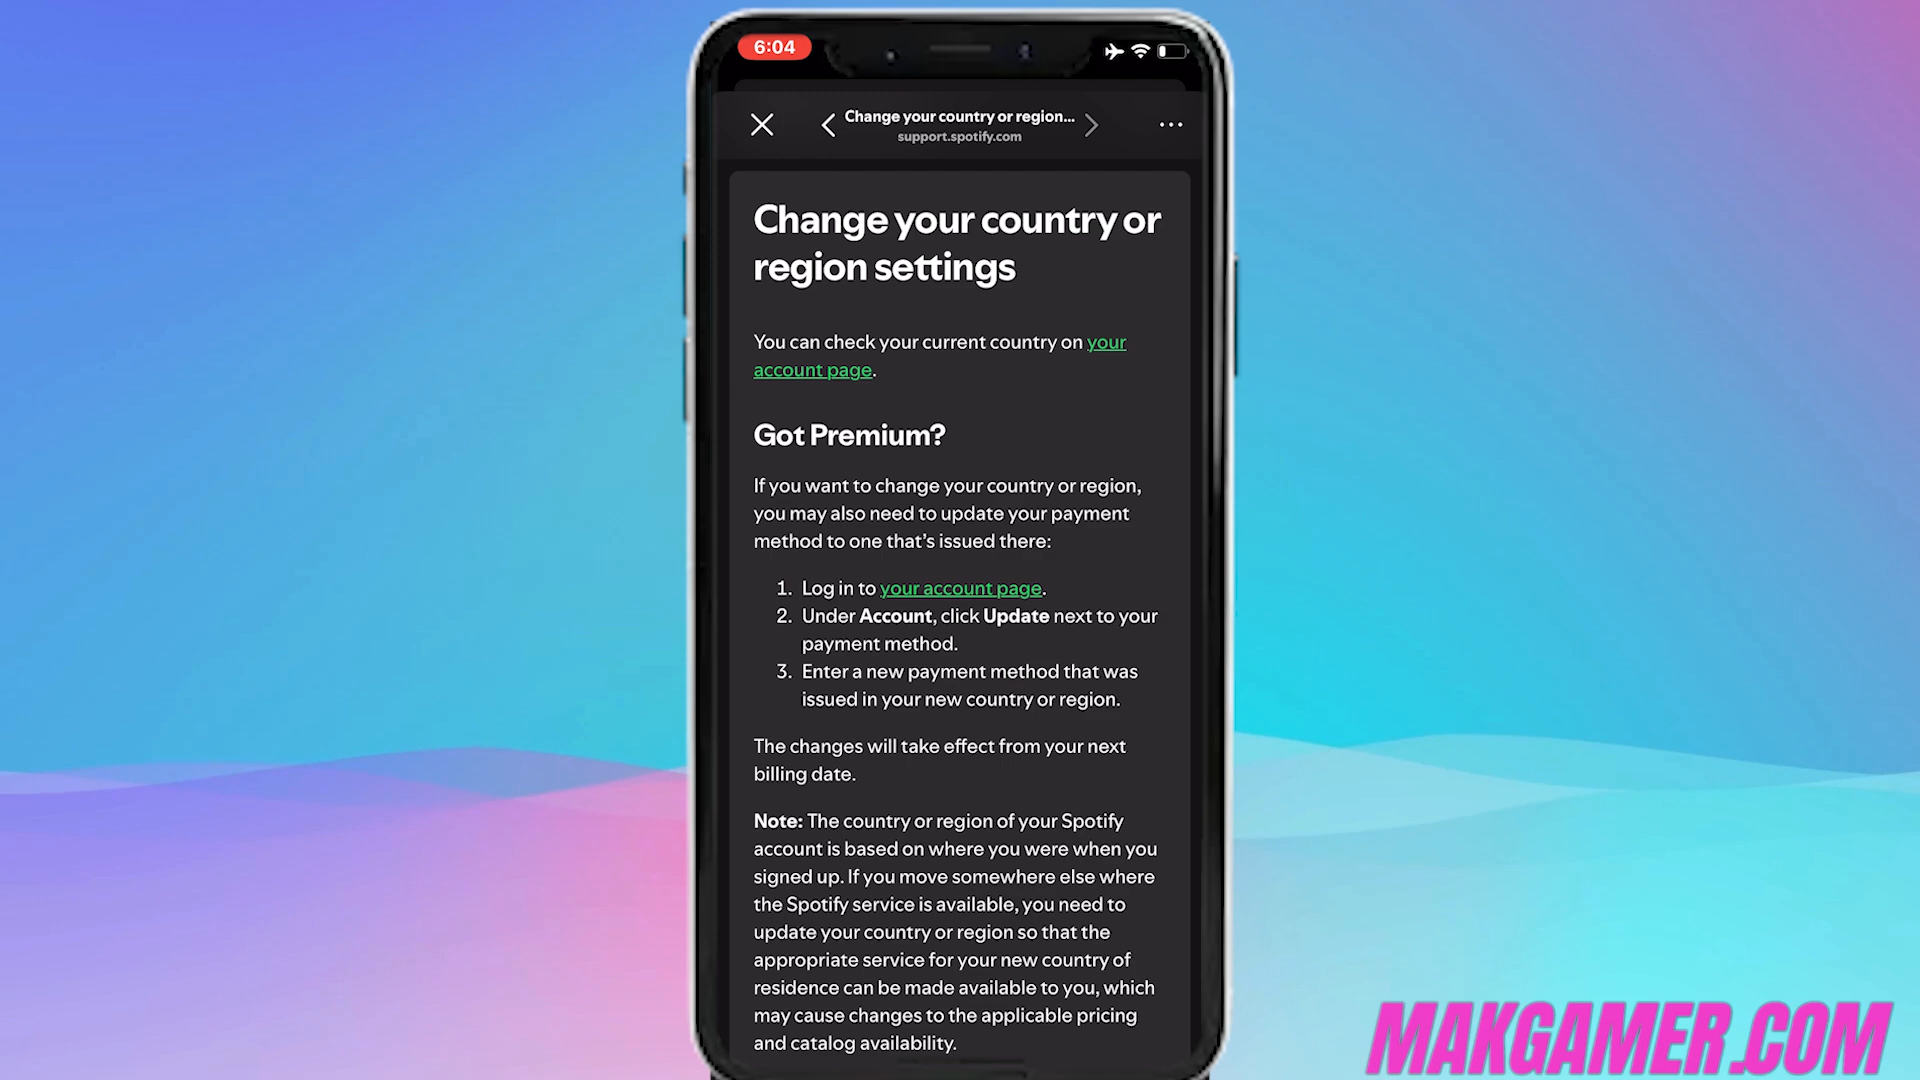 6:04
Change your country or region...
support.spotify.com
Change your country or
region settings
You can check your current country on your
account page.
Got Premium?
If you want to change your country or region,
you may also need to update your payment
method to one that's issued there:
1. Log in to your account page.
2. Under Account, click Update next to your
payment method.
3. Enter a new payment method that was
issued in your new country or region.
The changes will take effect from your next
billing date.
Note: The country or region of your Spotify
account is based on where you were when you
signed up. If you move somewhere else where
the Spotify service is available, you need to
update your country or region so that the
appropriate service for your new country of
residence can be made available to you, which
may cause changes to the applicable pricing
and catalog availability.
MAKGAMER.COM